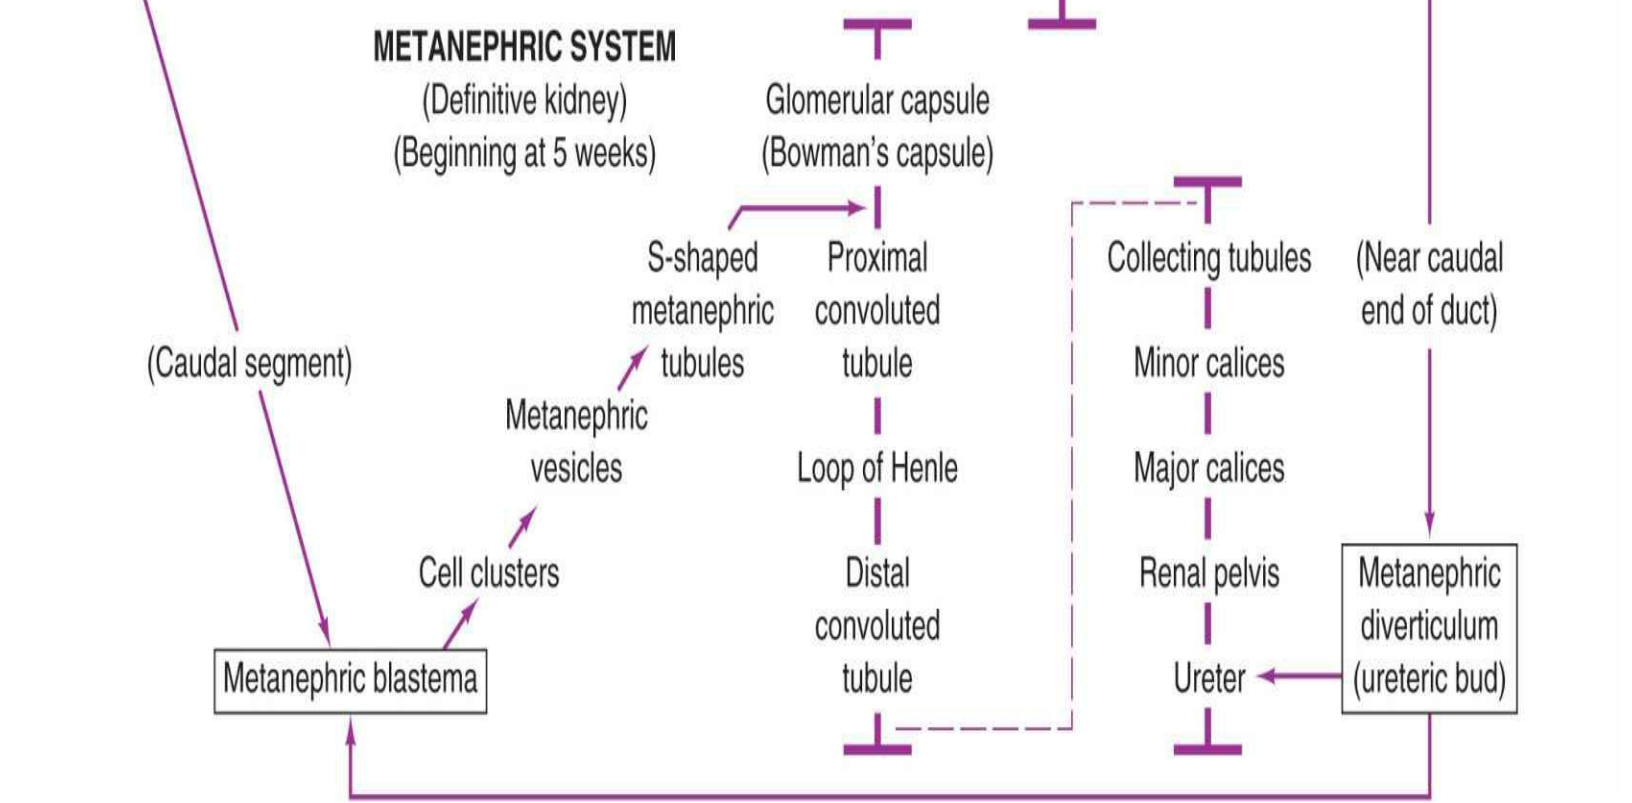 METANEPHRIC SYSTEM
(Definitive kidney)
(Beginning at 5 weeks)
Glomerular capsule
(Bowman's capsule)
S-shaped
metanephric
tubules
Proximal
convoluted
tubule
Collecting tubules
(Near caudal
end of duct)
(Caudal segment)
Minor calices
Metanephric
vesicles
Loop of Henle
Major calices
Cell clusters
Distal
convoluted
tubule
Renal pelvis
Metanephric
diverticulum
(ureteric bud)
Metanephric blastema
Ureter